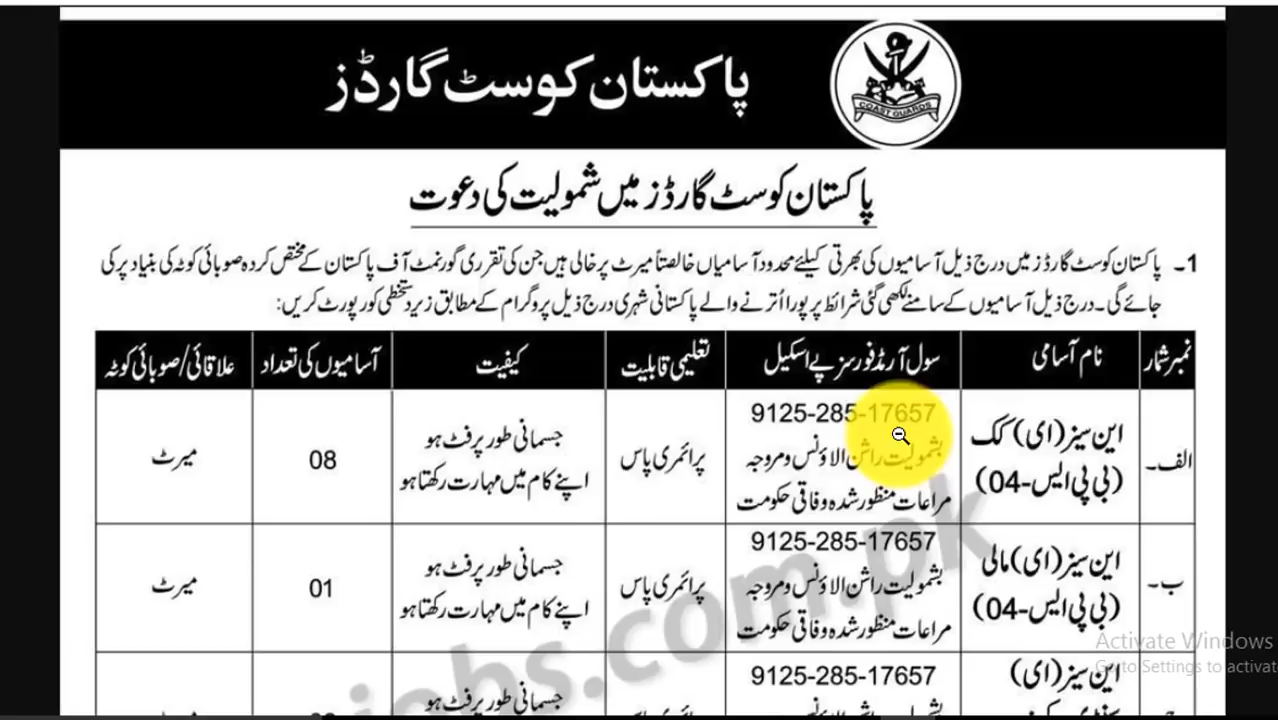 پاکستان کوسٹ گارڈز
COAST GUARDS
پاکستان کوسٹ گارڈز میں شمولیت کی دعوت
1۔ پاکستان کوسٹ گارڈز میں درج ذیل آسامیوں کی بھرتی کیلئے محدود آسامیاں خالصتاً میرٹ پر خالی ہیں جن کی تقرری گورنمنٹ آف پاکستان کے مختص کردہ صوبائی کوٹہ کی بنیاد پر کی
جائے گی۔ درج ذیل آسامیوں کے سامنے لکھی گئی شرائط پر پورا اُترنے والے پاکستانی شہری درج ذیل پروگرام کے مطابق زیر دستخطی کو رپورٹ کریں:
نمبر شمار نام آسامی سول آرمڈ فورسز پے اسکیل تعلیمی قابلیت کیفیت آسامیوں کی تعداد علاقائی/صوبائی کوٹہ
الف۔ این سیز (ای) کک (بی پی ایس-04)
9125-285-17657
بشمولیت راشن الاؤنس و مروجہ
مراعات منظور شدہ وفاقی حکومت
پرائمری پاس
جسمانی طور پر فٹ ہو
اپنے کام میں مہارت رکھتا ہو
08
میرٹ
ب۔ این سیز (ای) مالی (بی پی ایس-04)
9125-285-17657
بشمولیت راشن الاؤنس و مروجہ
مراعات منظور شدہ وفاقی حکومت
پرائمری پاس
جسمانی طور پر فٹ ہو
اپنے کام میں مہارت رکھتا ہو
01
میرٹ
این سیز (ای)
9125-285-17657
جسمانی طور پر فٹ ہو
jobs.com.pk
Activate Windows
Go to Settings to activat